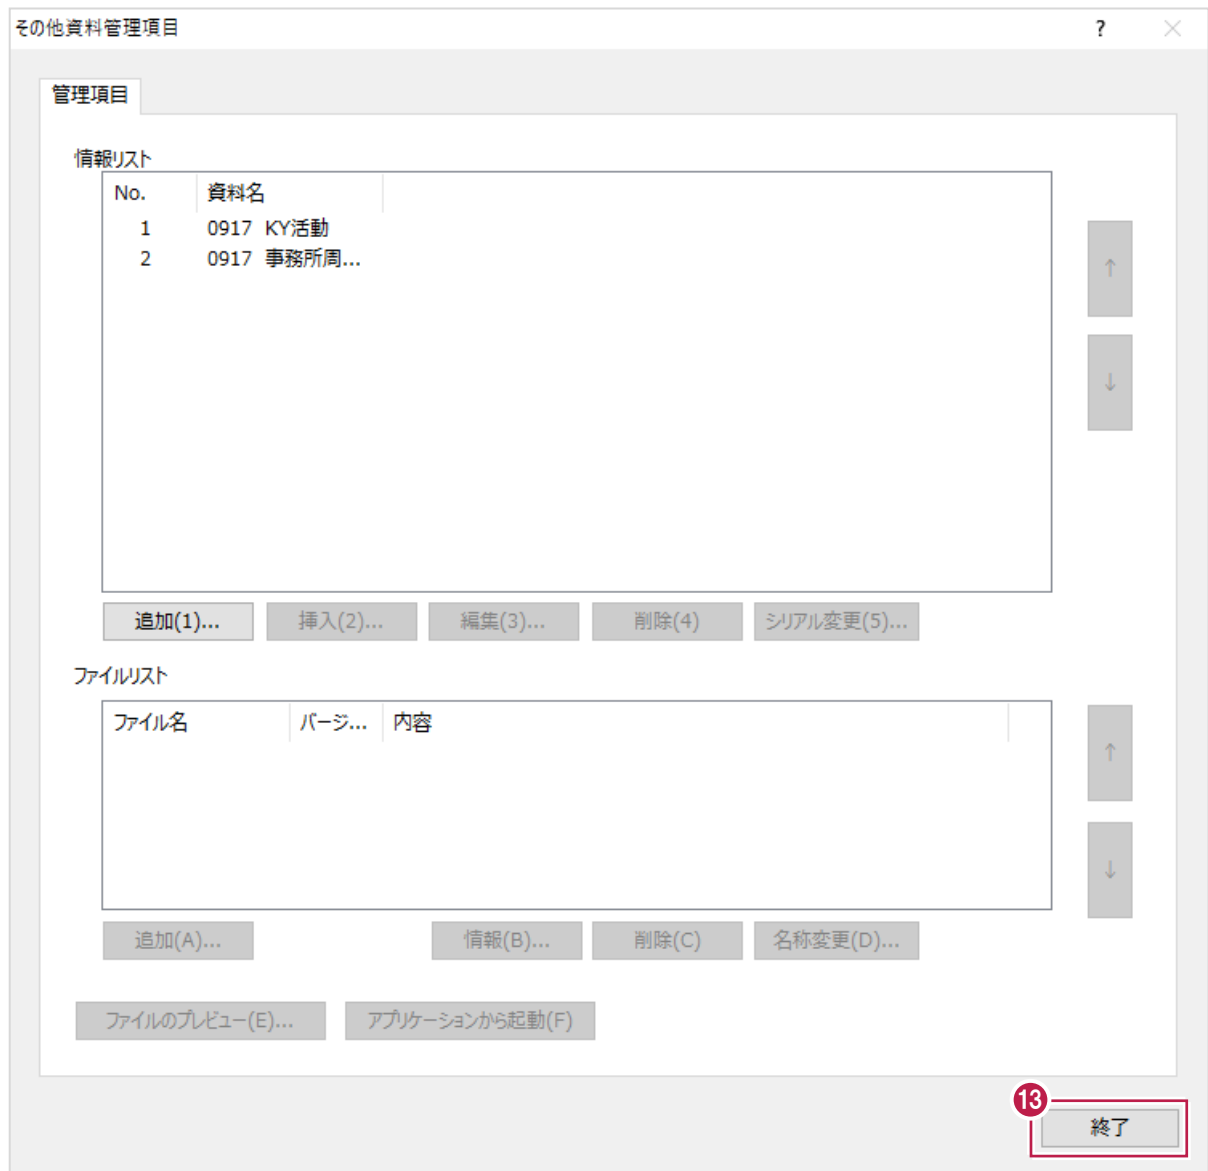 その他資料管理項目 ?
管理項目
情報リスト
No. 資料名
1 0917 KY活動
2 0917 事務所周...
↑
↓
追加(1)... 挿入(2)... 編集(3)... 削除(4) シリアル変更(5)...
ファイルリスト
ファイル名 バージ... 内容
↑
↓
追加(A)... 情報(B)... 削除(C) 名称変更(D)...
ファイルのプレビュー(E)... アプリケーションから起動(F)
13
終了